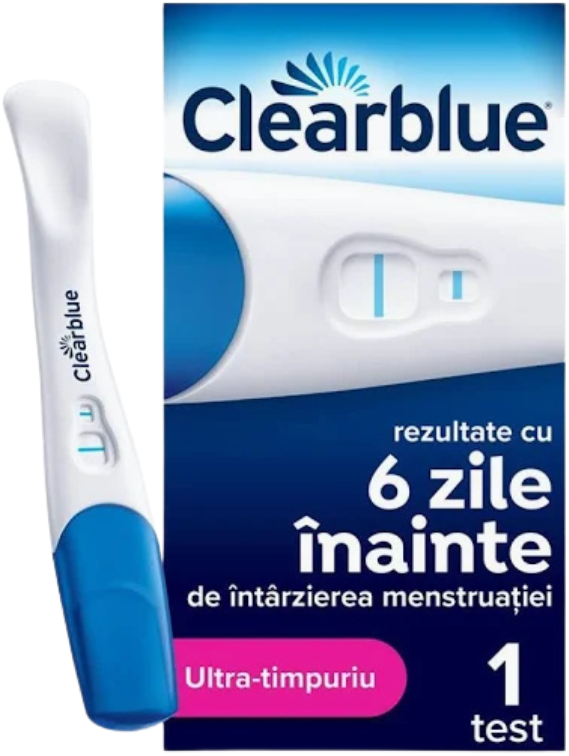 Clearblue®
Clearblue
rezultate cu
6 zile
înainte
de întârzierea menstruației
Ultra-timpuriu
1
test